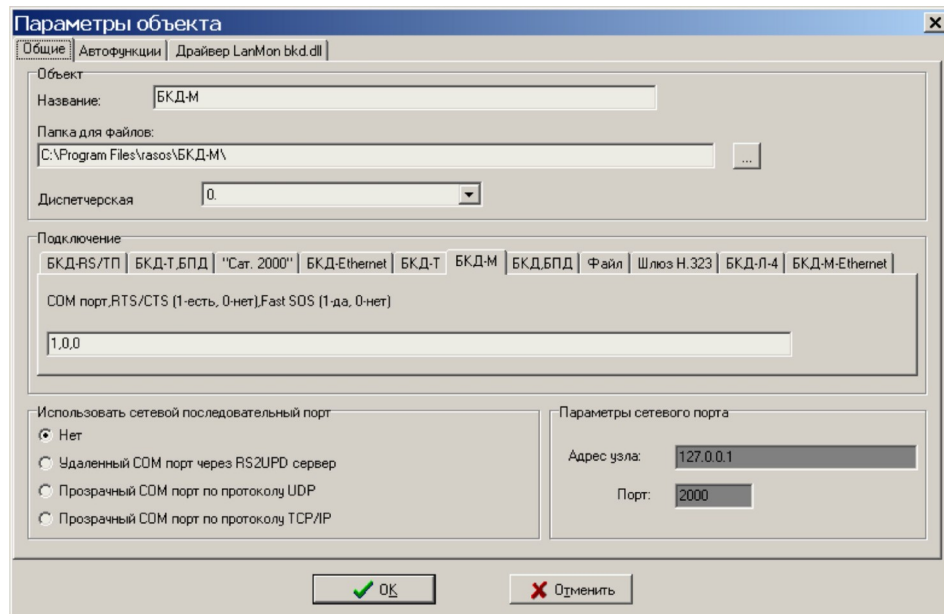 Параметры объекта
Общие Автофункции Драйвер LanMon bkd.dll
Объект
Название: БКД-М
Папка для файлов:
C:\Program Files\rasos\БКД-М\ ...
Диспетчерская 0.
Подключение
БКД-RS/ТП БКД-Т,БПД "Сат. 2000" БКД-Ethernet БКД-Т БКД-М БКД,БПД Файл Шлюз H.323 БКД-Л-4 БКД-М-Ethernet
COM порт,RTS/CTS (1-есть, 0-нет),Fast SOS (1-да, 0-нет)
1,0,0
Использовать сетевой последовательный порт
Нет
Удаленный COM порт через RS2UPD сервер
Прозрачный COM порт по протоколу UDP
Прозрачный COM порт по протоколу TCP/IP
Параметры сетевого порта
Адрес узла: 127.0.0.1
Порт: 2000
OK Отменить